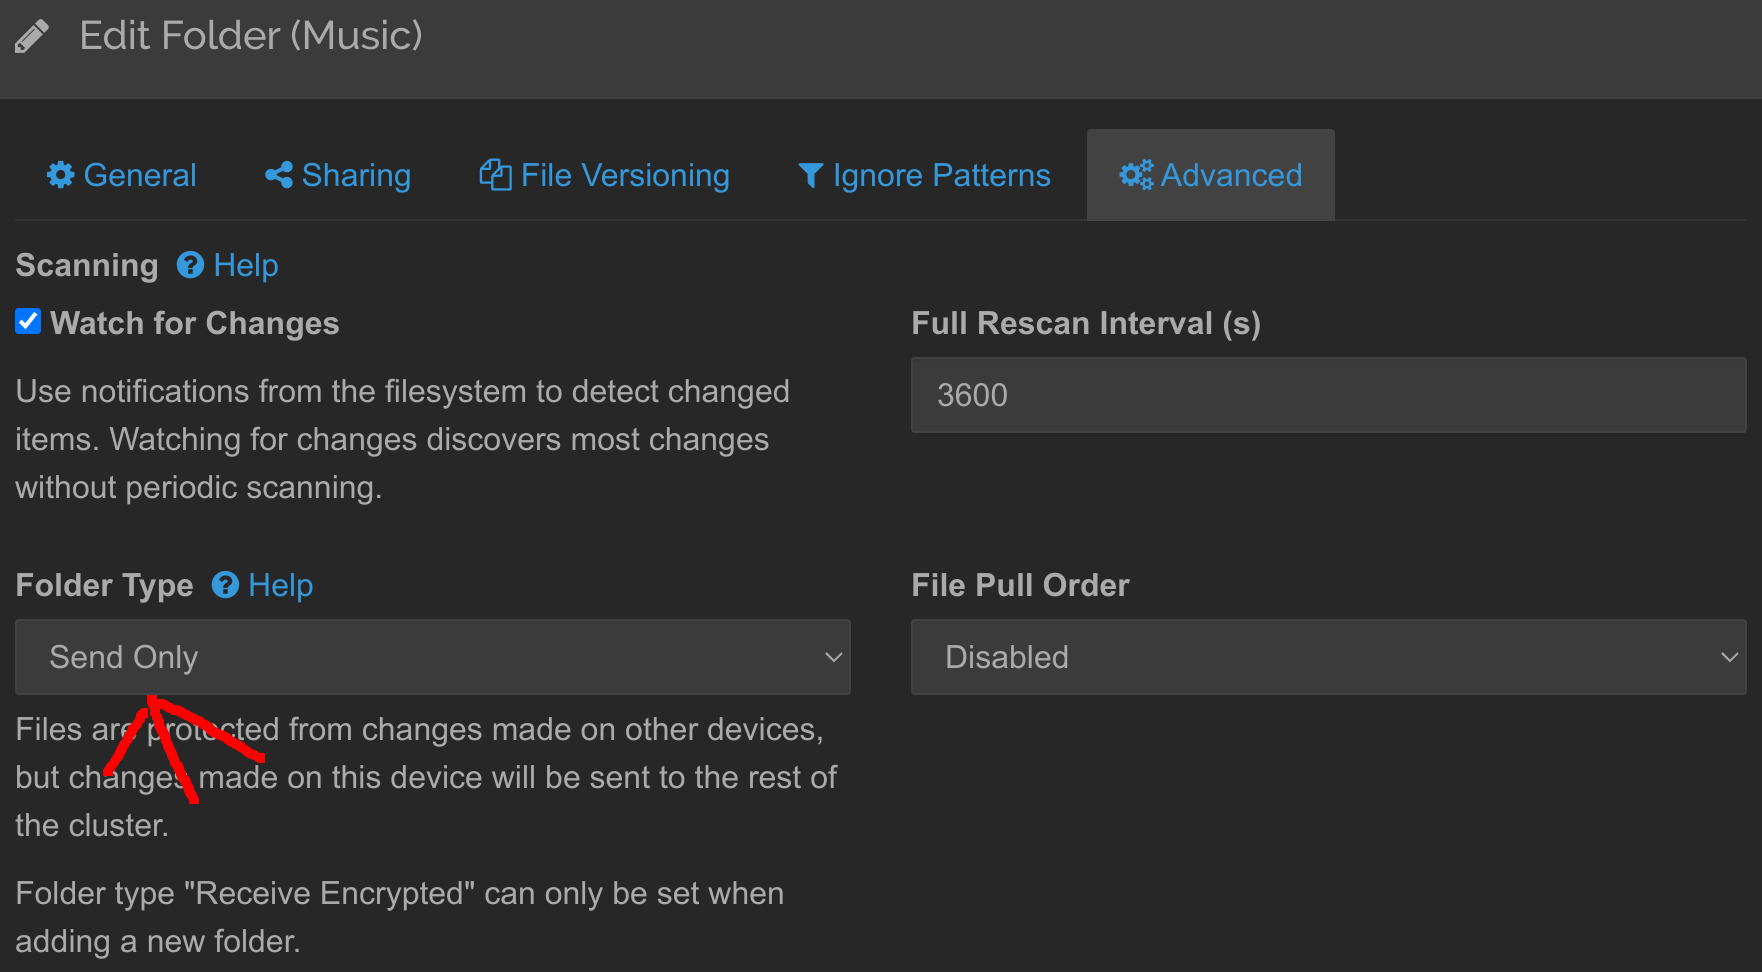 Edit Folder (Music)
General Sharing File Versioning Ignore Patterns Advanced
Scanning Help
Watch for Changes
Use notifications from the filesystem to detect changed
items. Watching for changes discovers most changes
without periodic scanning.
Full Rescan Interval (s)
3600
Folder Type Help
Send Only
Files are protected from changes made on other devices,
but changes made on this device will be sent to the rest of
the cluster.
Folder type "Receive Encrypted" can only be set when
adding a new folder.
File Pull Order
Disabled